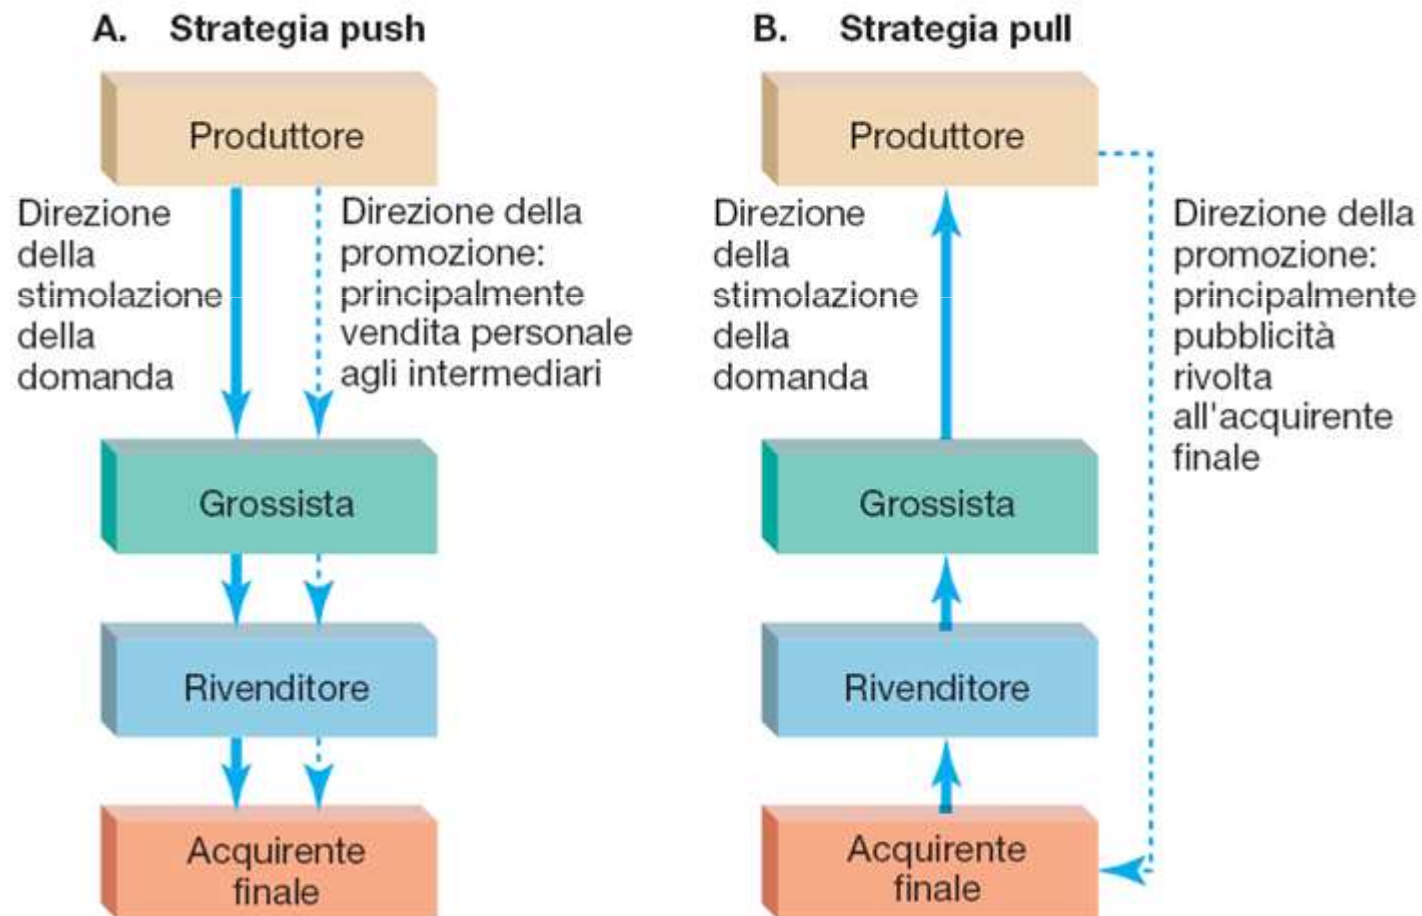 A. Strategia push
Produttore
Direzione
della
stimolazione
della
domanda
Direzione della
promozione:
principalmente
vendita personale
agli intermediari
Grossista
Rivenditore
Acquirente
finale
B. Strategia pull
Produttore
Direzione
della
stimolazione
della
domanda
Direzione della
promozione:
principalmente
pubblicità
rivolta
all'acquirente
finale
Grossista
Rivenditore
Acquirente
finale